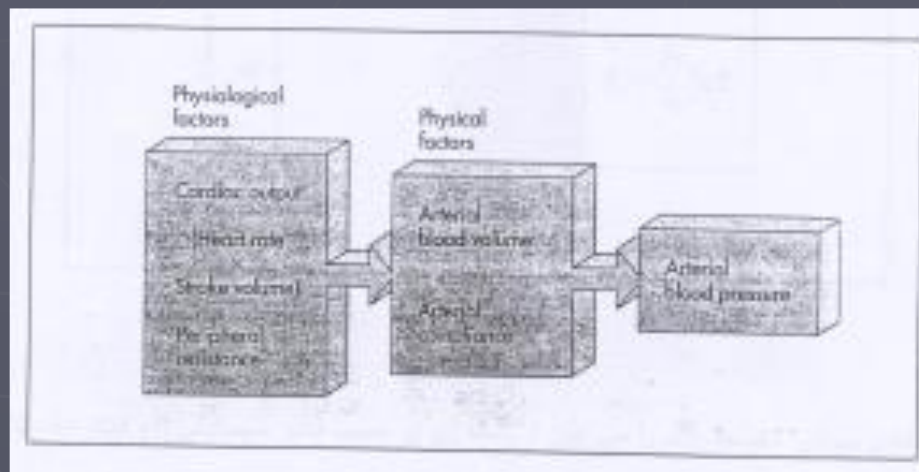 Physiological
factors
Cardiac output
(Heart rate
Stroke volume)
Peripheral
resistance
Physical
factors
Arterial
blood volume
Arterial
compliance
Arterial
blood pressure